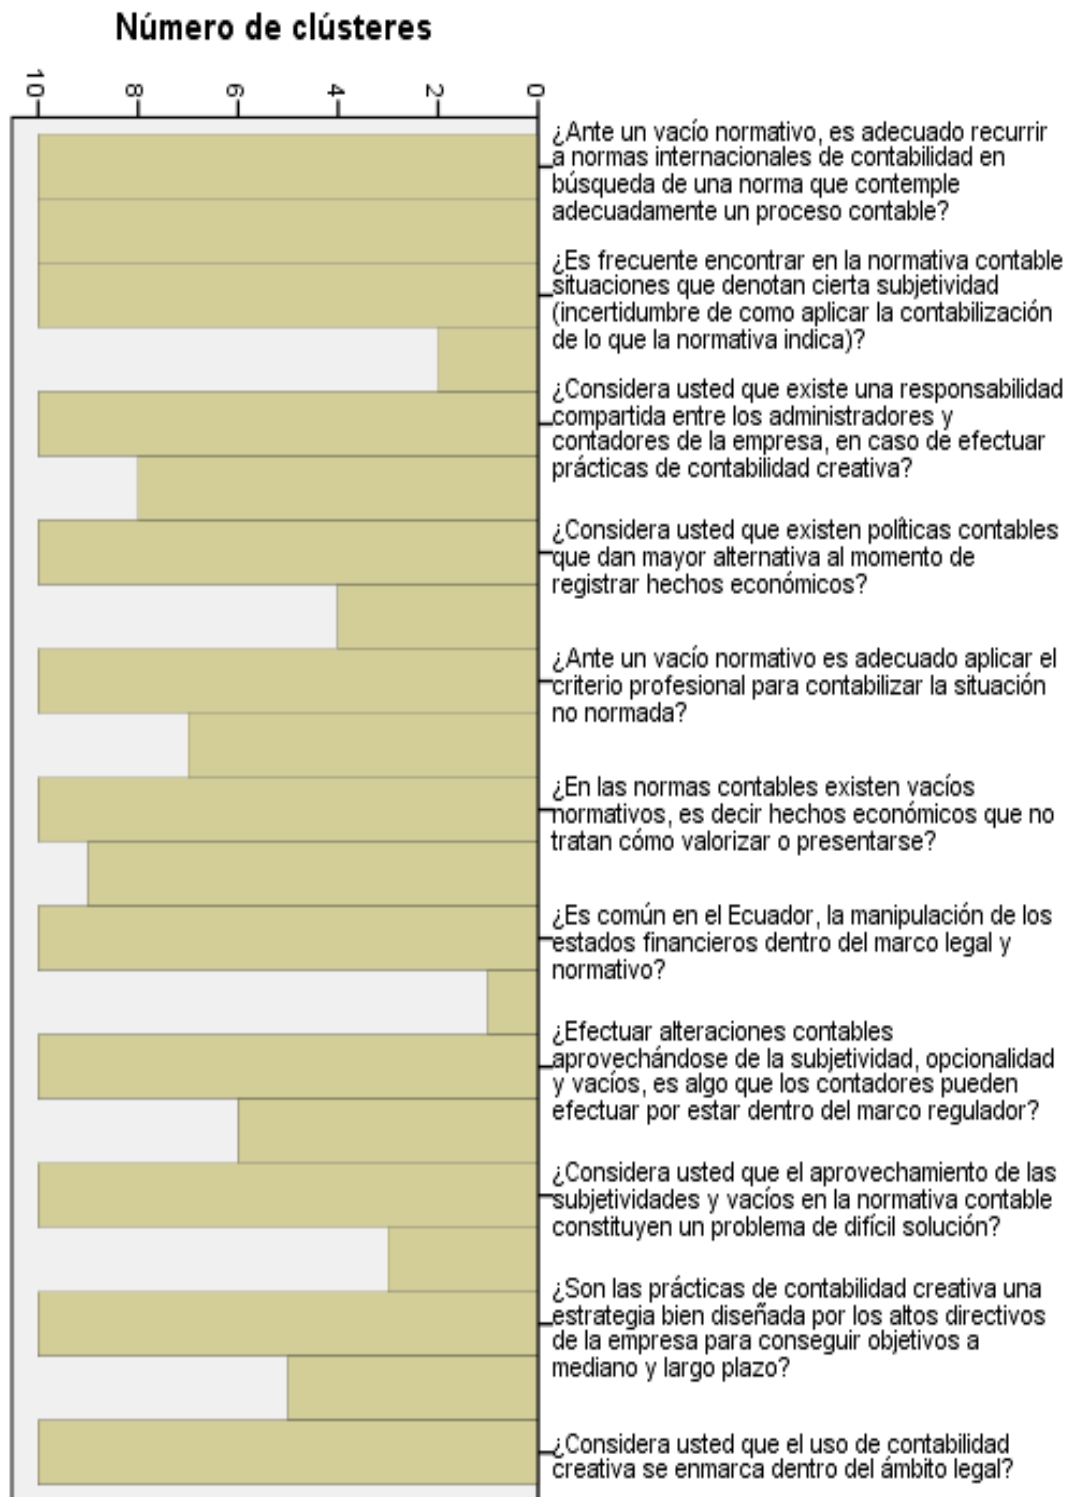 Número de clústeres
10 8 6 4 2 0
¿Ante un vacío normativo, es adecuado recurrir
a normas internacionales de contabilidad en
búsqueda de una norma que contemple
adecuadamente un proceso contable?
¿Es frecuente encontrar en la normativa contable
situaciones que denotan cierta subjetividad
(incertidumbre de como aplicar la contabilización
de lo que la normativa indica)?
¿Considera usted que existe una responsabilidad
compartida entre los administradores y
contadores de la empresa, en caso de efectuar
prácticas de contabilidad creativa?
¿Considera usted que existen políticas contables
que dan mayor alternativa al momento de
registrar hechos económicos?
¿Ante un vacío normativo es adecuado aplicar el
criterio profesional para contabilizar la situación
no normada?
¿En las normas contables existen vacíos
normativos, es decir hechos económicos que no
tratan cómo valorizar o presentarse?
¿Es común en el Ecuador, la manipulación de los
estados financieros dentro del marco legal y
normativo?
¿Efectuar alteraciones contables
aprovechándose de la subjetividad, opcionalidad
y vacíos, es algo que los contadores pueden
efectuar por estar dentro del marco regulador?
¿Considera usted que el aprovechamiento de las
subjetividades y vacíos en la normativa contable
constituyen un problema de difícil solución?
¿Son las prácticas de contabilidad creativa una
estrategia bien diseñada por los altos directivos
de la empresa para conseguir objetivos a
mediano y largo plazo?
¿Considera usted que el uso de contabilidad
creativa se enmarca dentro del ámbito legal?